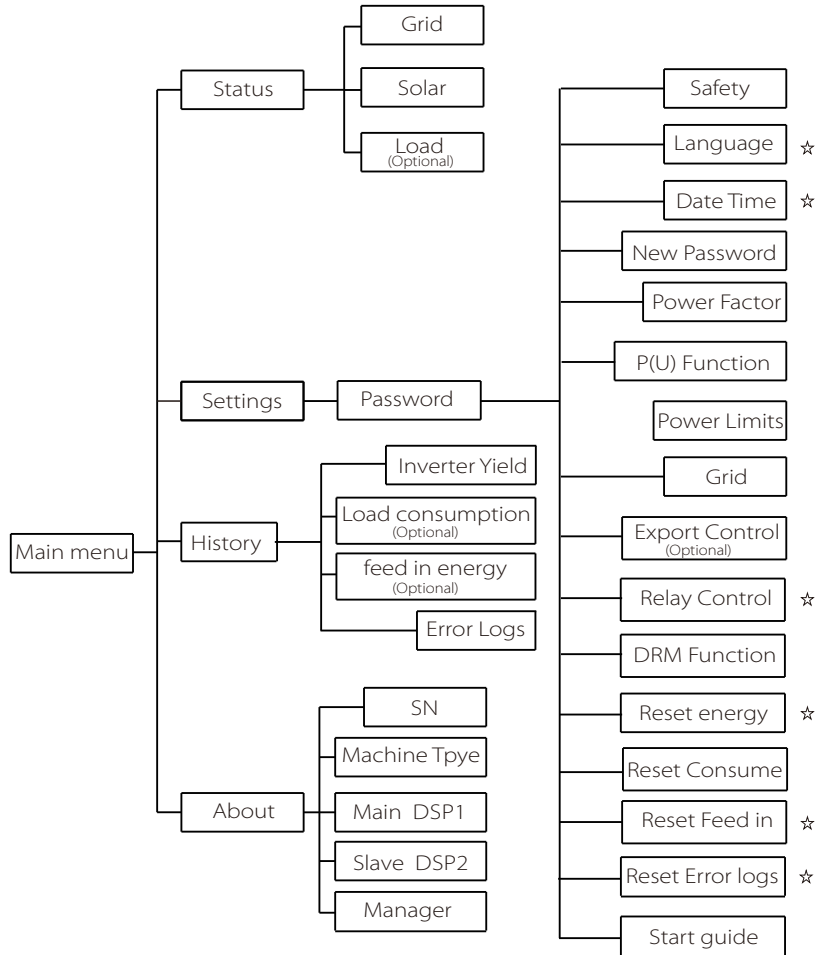 Main menu
Status
Grid
Solar
Load
(Optional)
Settings
Password
Safety
Language ☆
Date Time ☆
New Password
Power Factor
P(U) Function
Power Limits
Grid
Export Control
(Optional)
Relay Control ☆
DRM Function
Reset energy ☆
Reset Consume
Reset Feed in ☆
Reset Error logs ☆
Start guide
History
Inverter Yield
Load consumption
(Optional)
feed in energy
(Optional)
Error Logs
About
SN
Machine Tpye
Main DSP1
Slave DSP2
Manager